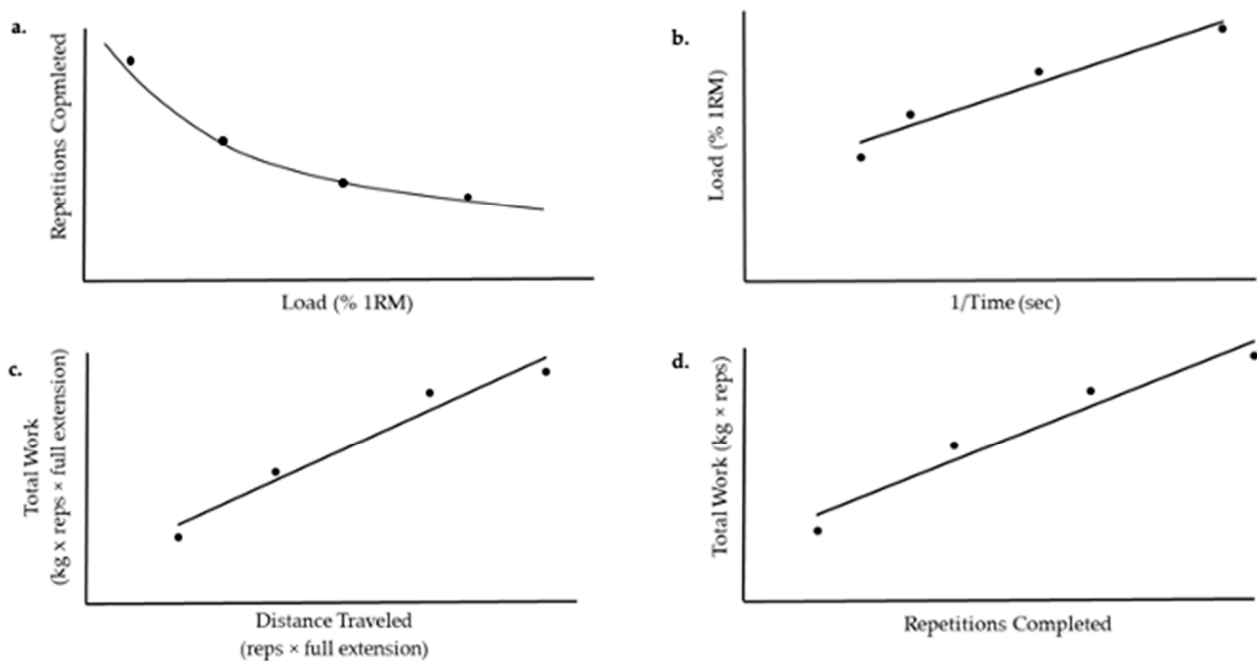 a.
Repetitions Copmleted
Load (% 1RM)
b.
Load (% 1RM)
1/Time (sec)
c.
Total Work
(kg x reps × full extension)
Distance Traveled
(reps × full extension)
d.
Total Work (kg × reps)
Repetitions Completed